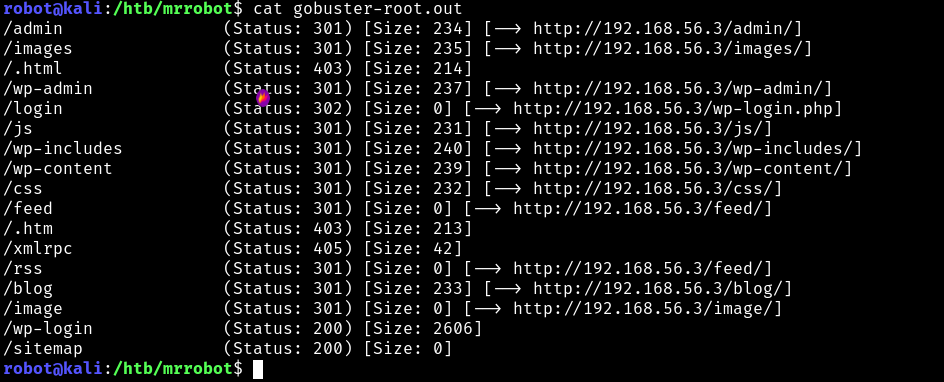 robot@kali:/htb/mrrobot$ cat gobuster-root.out
/admin                (Status: 301) [Size: 234] [--> http://192.168.56.3/admin/]
/images               (Status: 301) [Size: 235] [--> http://192.168.56.3/images/]
/.html                (Status: 403) [Size: 214]
/wp-admin             (Status: 301) [Size: 237] [--> http://192.168.56.3/wp-admin/]
/login                (Status: 302) [Size: 0] [--> http://192.168.56.3/wp-login.php]
/js                   (Status: 301) [Size: 231] [--> http://192.168.56.3/js/]
/wp-includes          (Status: 301) [Size: 240] [--> http://192.168.56.3/wp-includes/]
/wp-content           (Status: 301) [Size: 239] [--> http://192.168.56.3/wp-content/]
/css                  (Status: 301) [Size: 232] [--> http://192.168.56.3/css/]
/feed                 (Status: 301) [Size: 0] [--> http://192.168.56.3/feed/]
/.htm                 (Status: 403) [Size: 213]
/xmlrpc               (Status: 405) [Size: 42]
/rss                  (Status: 301) [Size: 0] [--> http://192.168.56.3/feed/]
/blog                 (Status: 301) [Size: 233] [--> http://192.168.56.3/blog/]
/image                (Status: 301) [Size: 0] [--> http://192.168.56.3/image/]
/wp-login             (Status: 200) [Size: 2606]
/sitemap              (Status: 200) [Size: 0]
robot@kali:/htb/mrrobot$